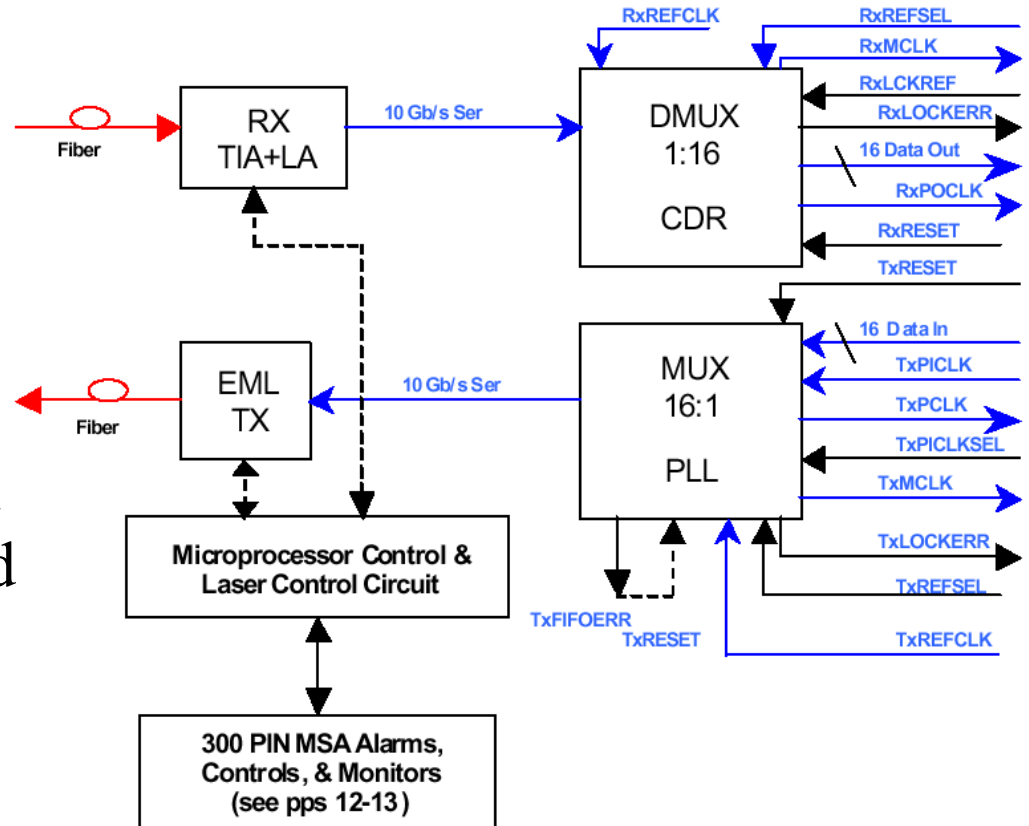 RxREFCLK
RxREFSEL
RxMCLK
RxLCKREF
RxLOCKERR
16 Data Out
RxPOCLK
RxRESET
Fiber
RX
TIA+LA
10 Gb/s Ser
DMUX
1:16
CDR
TxRESET
16 Data In
TxPICLK
TxPCLK
TxPICLKSEL
TxMCLK
TxLOCKERR
TxREFSEL
TxREFCLK
Fiber
EML
TX
10 Gb/s Ser
MUX
16:1
PLL
TxFIFOERR
TxRESET
d
Microprocessor Control &
Laser Control Circuit
300 PIN MSA Alarms,
Controls, & Monitors
(see pps 12-13)